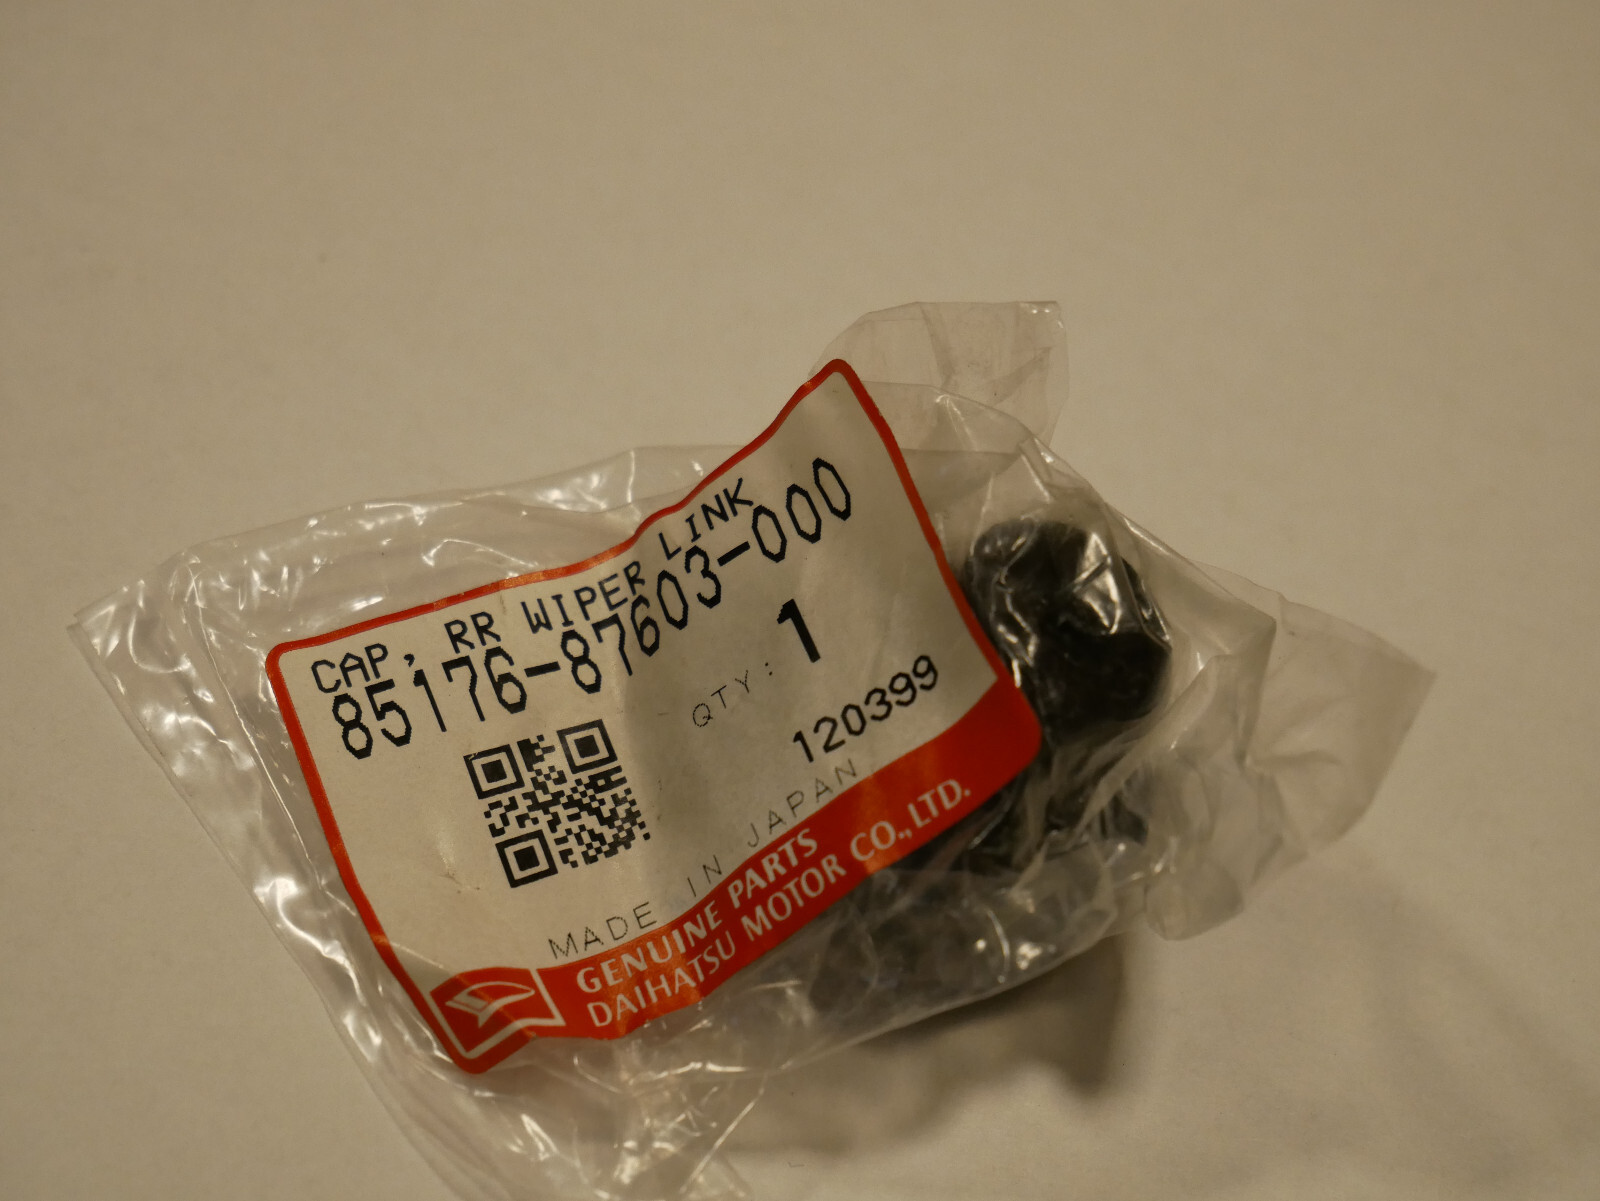 CAP, RR WIPER LINK
85176-87603-000
QTY: 1
120399
MADE IN JAPAN
GENUINE PARTS
DAIHATSU MOTOR CO., LTD.